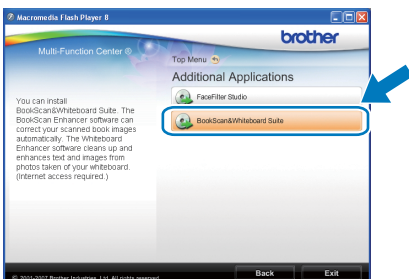 Macromedia Flash Player 8
brother
Multi-Function Center ®
Top Menu
Additional Applications
FaceFilter Studio
BookScan&Whiteboard Suite
You can install
BookScan&Whiteboard Suite. The
BookScan Enhancer software can
correct your scanned book images
automatically. The Whiteboard
Enhancer software cleans up and
enhances text and images from
photos taken of your whiteboard.
(Internet access required.)
© 2001-2007 Brother Industries, Ltd. All rights reserved.
Back
Exit